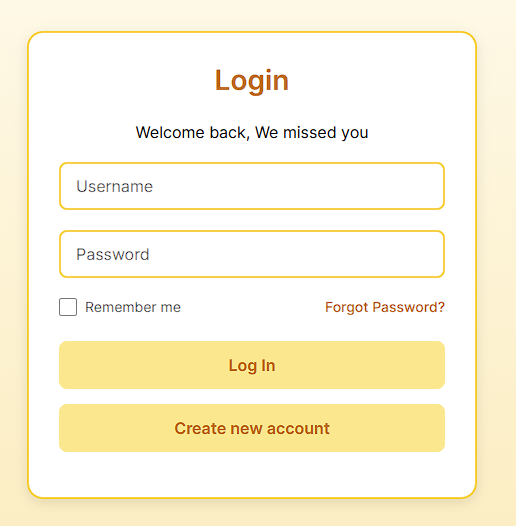 Login
Welcome back, We missed you
Username
Password
Remember me Forgot Password?
Log In
Create new account